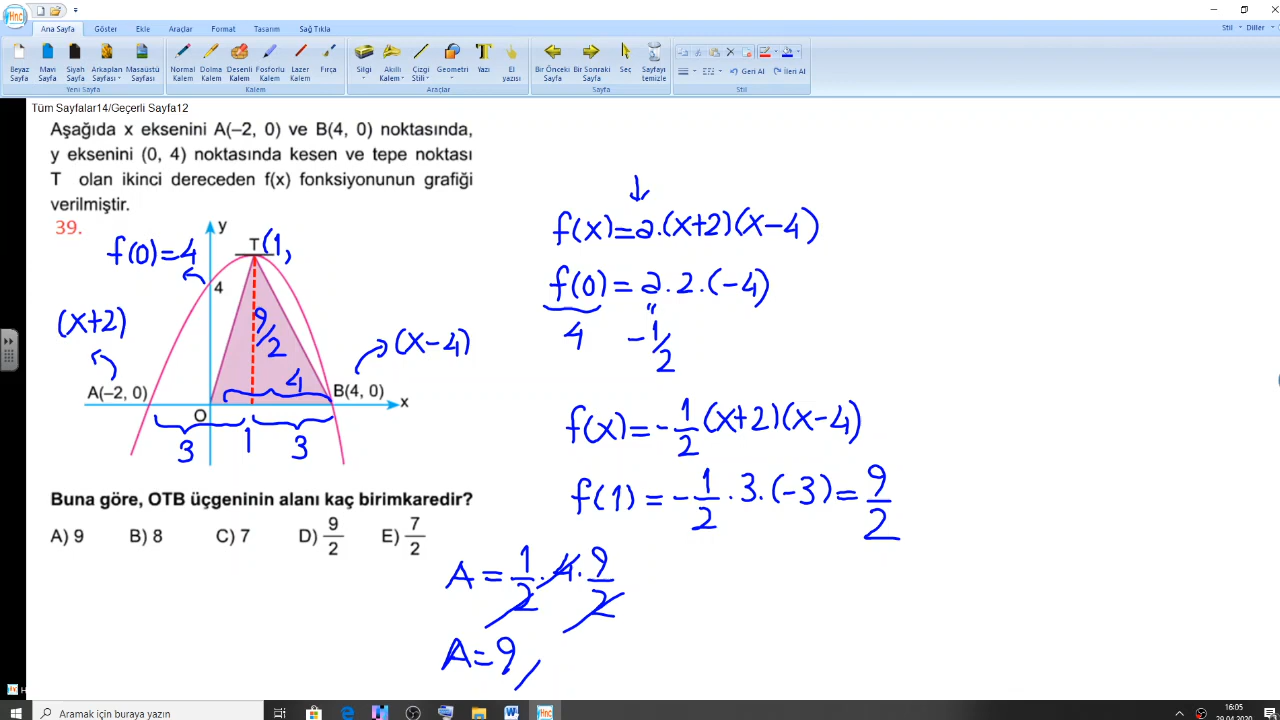 Ana Sayfa Göster Ekle Araçlar Format Tasarım Sağ Tıkla Stil Diller
Beyaz Sayfa Mavi Sayfa Siyah Sayfa Arkaplan Sayfası Masaüstü Sayfası Normal Kalem Dolma Kalem Desenli Kalem Fosforlu Kalem Lazer Kalem Fırça Silgi Akıllı Kalem Çizgi Stili Geometri Yazı El yazısı Bir Önceki Sayfa Bir Sonraki Sayfa Seç Sayfayı temizle Geri Al İleri Al
Yeni Sayfa Kalem Araçlar Sayfa Stil
Tüm Sayfalar14/Geçerli Sayfa12
Aşağıda x eksenini A(–2, 0) ve B(4, 0) noktasında,
y eksenini (0, 4) noktasında kesen ve tepe noktası
T olan ikinci dereceden f(x) fonksiyonunun grafiği
verilmiştir.
39.
y
f(0)=4 T(1,
4
(x+2)
9/2
(x-4)
4
A(–2, 0) B(4, 0)
x
O
3 1 3
Buna göre, OTB üçgeninin alanı kaç birimkaredir?
A) 9 B) 8 C) 7 D) 9/2 E) 7/2
f(x)=a.(x+2)(x-4)
f(0)=a.2.(-4)
4 -1/2
f(x)=-1/2(x+2)(x-4)
f(1)=-1/2.3.(-3)=9/2
A=1/2.4.9/2
A=9
Aramak için buraya yazın
16:05
29.04.2020